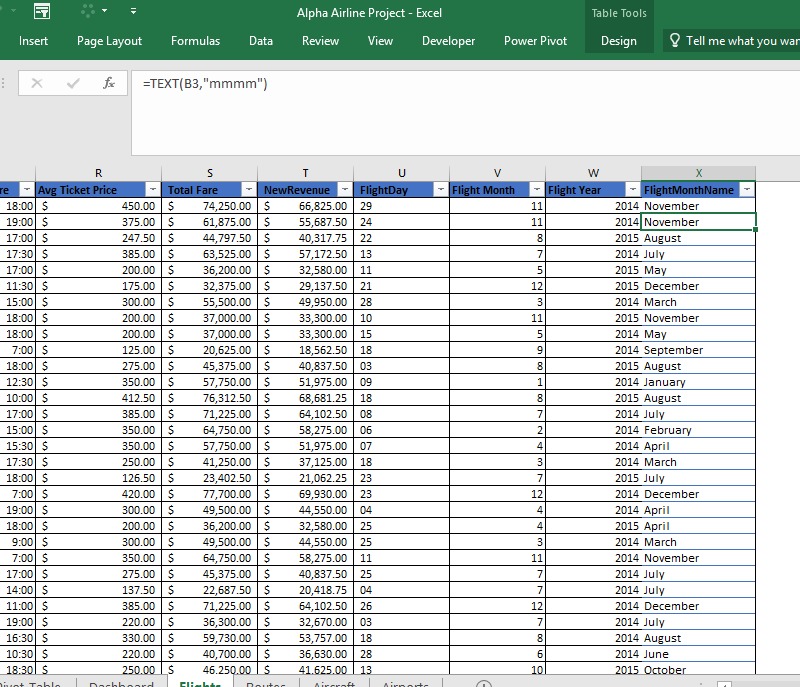 Alpha Airline Project - Excel
Table Tools
Insert Page Layout Formulas Data Review View Developer Power Pivot Design Tell me what you
fx =TEXT(B3,"mmmm")
R S T U V W X
Avg Ticket Price Total Fare NewRevenue FlightDay Flight Month Flight Year FlightMonthName
18:00 $ 450.00 $ 74,250.00 $ 66,825.00 29 11 2014 November
19:00 $ 375.00 $ 61,875.00 $ 55,687.50 24 11 2014 November
17:00 $ 247.50 $ 44,797.50 $ 40,317.75 22 8 2015 August
17:30 $ 385.00 $ 63,525.00 $ 57,172.50 13 7 2014 July
17:00 $ 200.00 $ 36,200.00 $ 32,580.00 11 5 2015 May
11:30 $ 175.00 $ 32,375.00 $ 29,137.50 21 12 2015 December
15:00 $ 300.00 $ 55,500.00 $ 49,950.00 28 3 2014 March
18:00 $ 200.00 $ 37,000.00 $ 33,300.00 10 11 2015 November
18:00 $ 200.00 $ 37,000.00 $ 33,300.00 15 5 2014 May
7:00 $ 125.00 $ 20,625.00 $ 18,562.50 18 9 2014 September
18:00 $ 275.00 $ 45,375.00 $ 40,837.50 03 8 2015 August
12:30 $ 350.00 $ 57,750.00 $ 51,975.00 09 1 2014 January
10:00 $ 412.50 $ 76,312.50 $ 68,681.25 18 8 2015 August
17:00 $ 385.00 $ 71,225.00 $ 64,102.50 08 7 2014 July
15:00 $ 350.00 $ 64,750.00 $ 58,275.00 06 2 2014 February
15:30 $ 350.00 $ 57,750.00 $ 51,975.00 07 4 2014 April
17:30 $ 250.00 $ 41,250.00 $ 37,125.00 18 3 2014 March
18:00 $ 126.50 $ 23,402.50 $ 21,062.25 23 7 2015 July
7:00 $ 420.00 $ 77,700.00 $ 69,930.00 23 12 2014 December
19:00 $ 300.00 $ 49,500.00 $ 44,550.00 04 4 2014 April
18:00 $ 200.00 $ 36,200.00 $ 32,580.00 25 4 2015 April
9:00 $ 300.00 $ 49,500.00 $ 44,550.00 25 3 2014 March
7:00 $ 350.00 $ 64,750.00 $ 58,275.00 11 11 2014 November
17:00 $ 275.00 $ 45,375.00 $ 40,837.50 25 7 2014 July
14:00 $ 137.50 $ 22,687.50 $ 20,418.75 04 7 2014 July
11:00 $ 385.00 $ 71,225.00 $ 64,102.50 26 12 2014 December
19:00 $ 220.00 $ 36,300.00 $ 32,670.00 03 7 2014 July
16:30 $ 330.00 $ 59,730.00 $ 53,757.00 18 8 2014 August
10:30 $ 220.00 $ 40,700.00 $ 36,630.00 28 6 2014 June
18:30 $ 250.00 $ 46,250.00 $ 41,625.00 13 10 2015 October
Table Dashboard Flights Routes Aircraft Airports